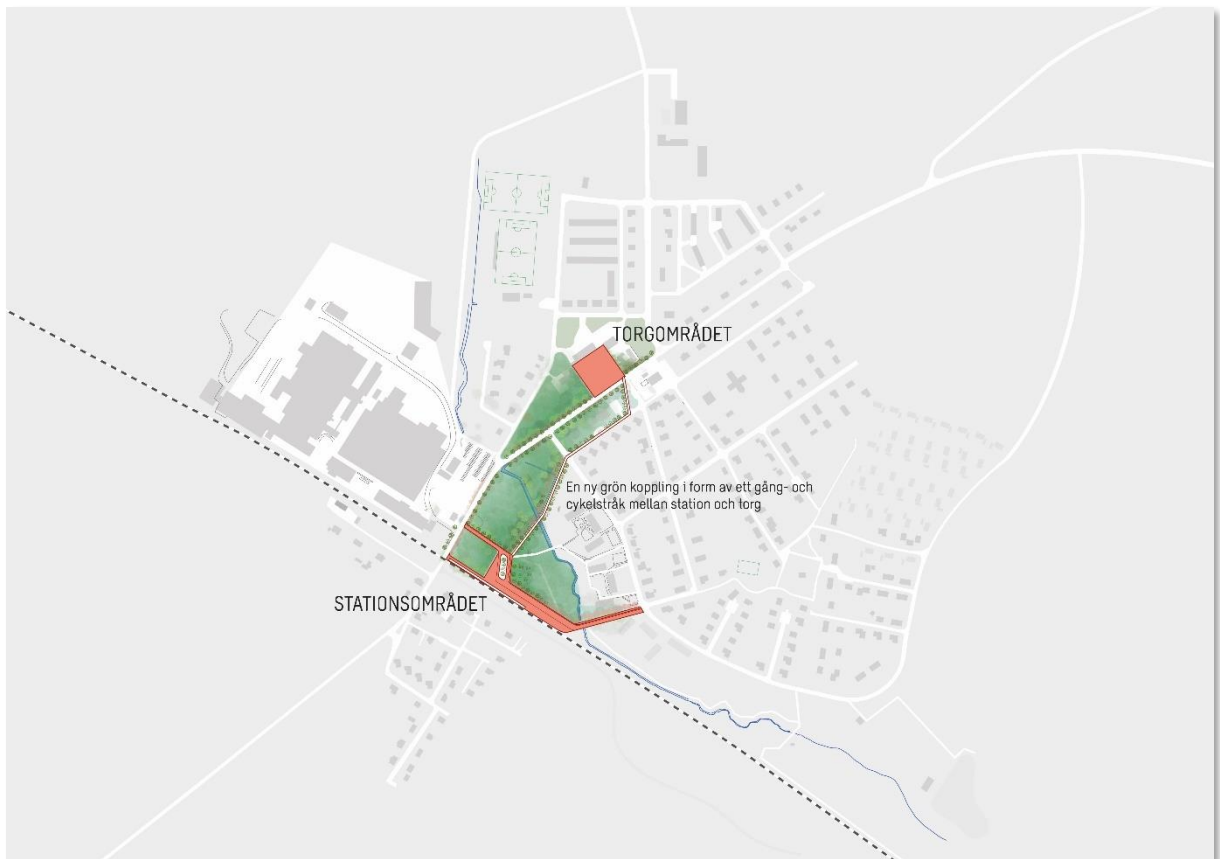 TORGOMRÅDET
En ny grön koppling i form av ett gång- och
cykelstråk mellan station och torg
STATIONSOMRÅDET